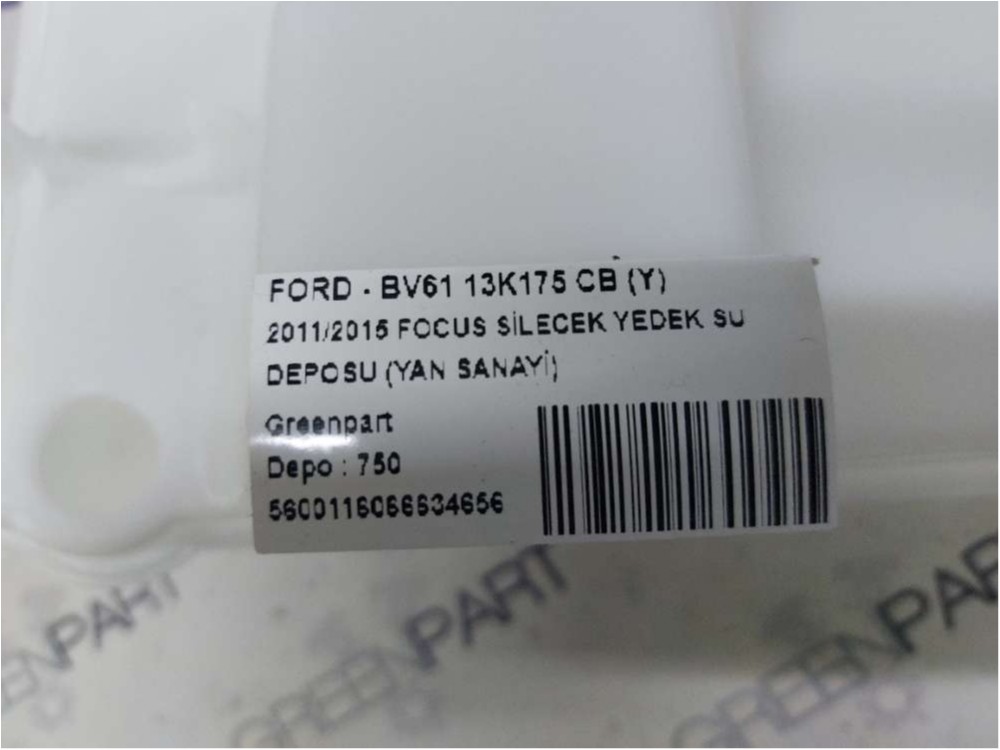 FORD - BV61 13K175 CB (Y)
2011/2015 FOCUS SİLECEK YEDEK SU
DEPOSU (YAN SANAYİ)
Greenpart
Depo : 750
5600116066634656
GREENPART
GREENPART
GREENPART